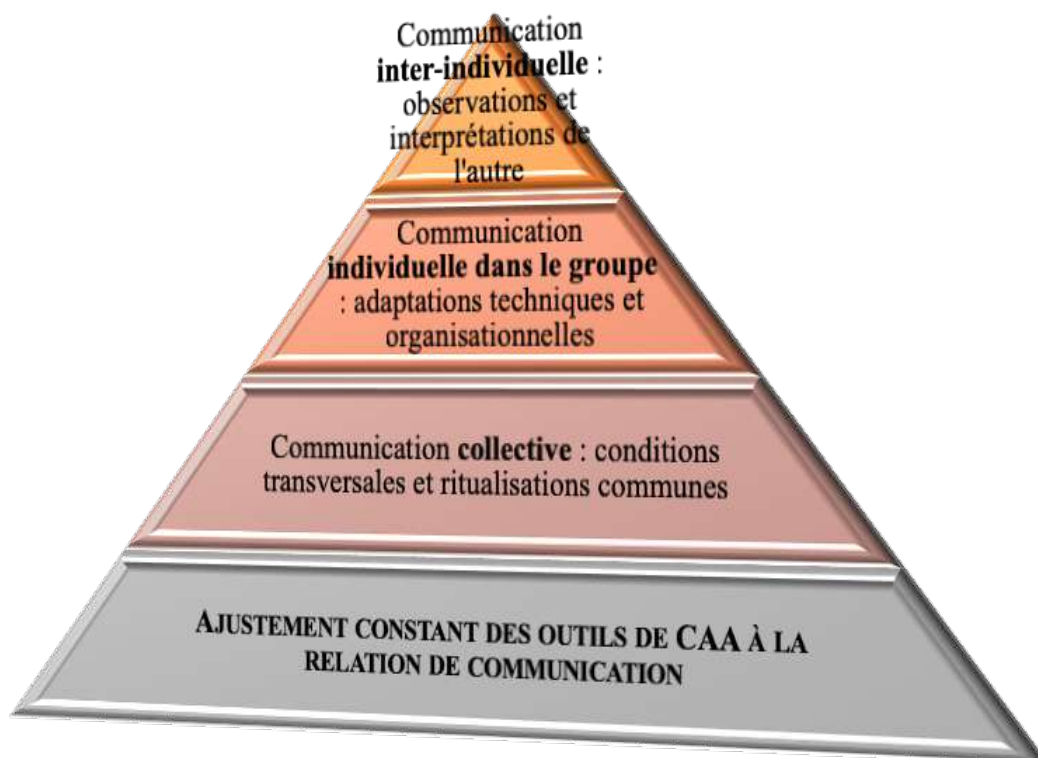 Communication
inter-individuelle :
observations et
interprétations de
l'autre
Communication
individuelle dans le groupe
: adaptations techniques et
organisationnelles
Communication collective : conditions
transversales et ritualisations communes
AJUSTEMENT CONSTANT DES OUTILS DE CAA À LA
RELATION DE COMMUNICATION